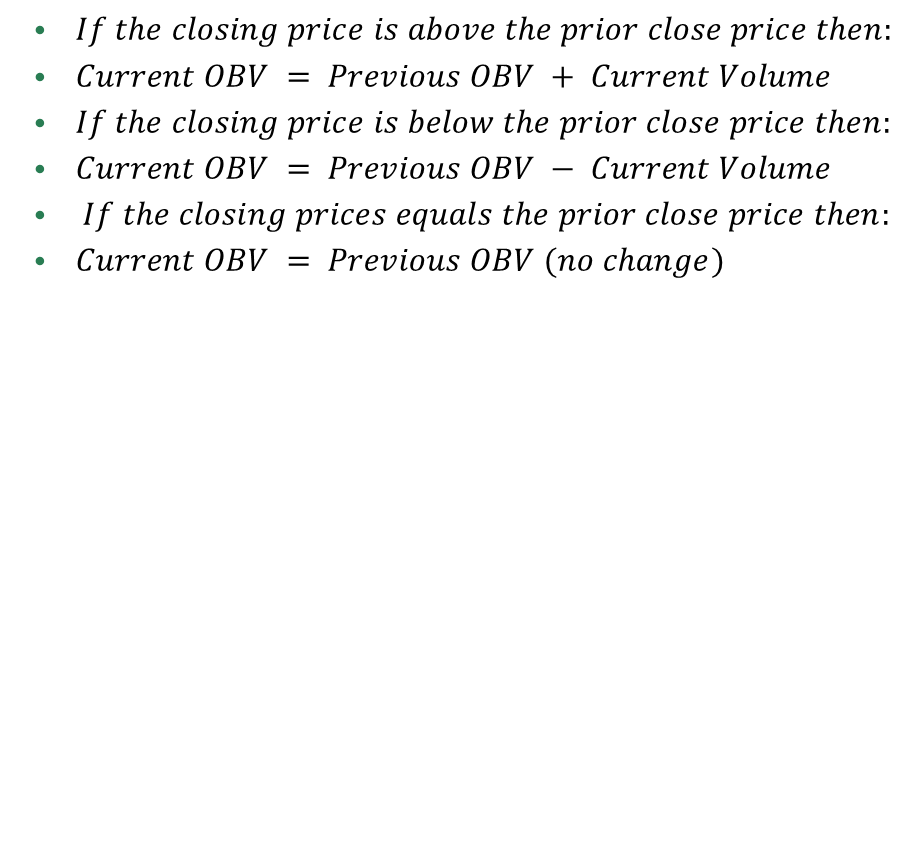 • If the closing price is above the prior close price then:
• Current OBV = Previous OBV + Current Volume
• If the closing price is below the prior close price then:
• Current OBV = Previous OBV − Current Volume
• If the closing prices equals the prior close price then:
• Current OBV = Previous OBV (no change)